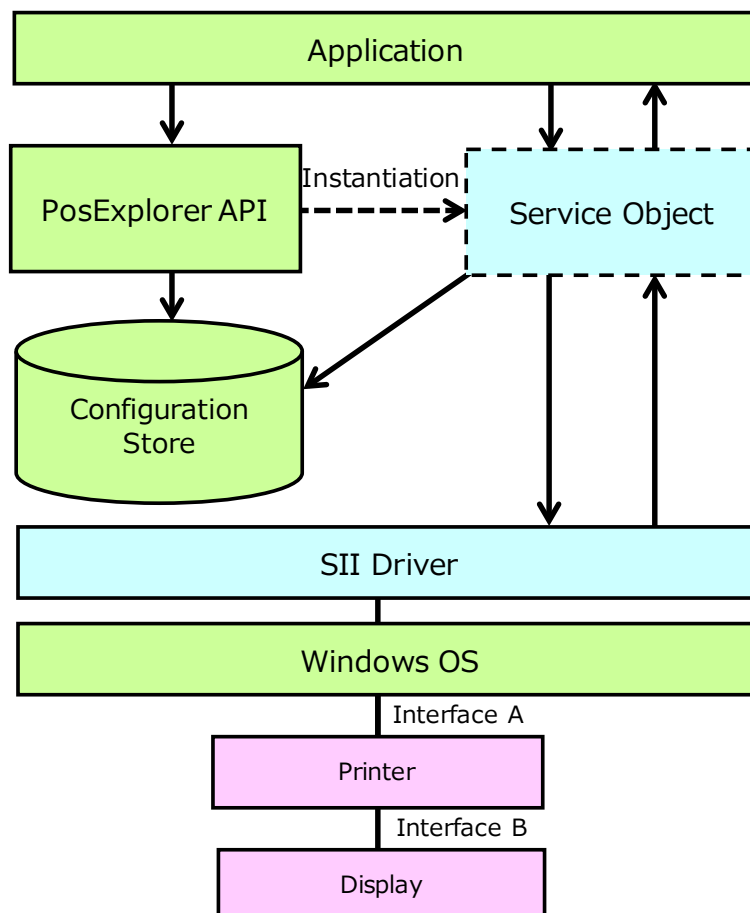 Application
Instantiation
PosExplorer API
Service Object
Configuration
Store
SII Driver
Windows OS
Interface A
Printer
Interface B
Display